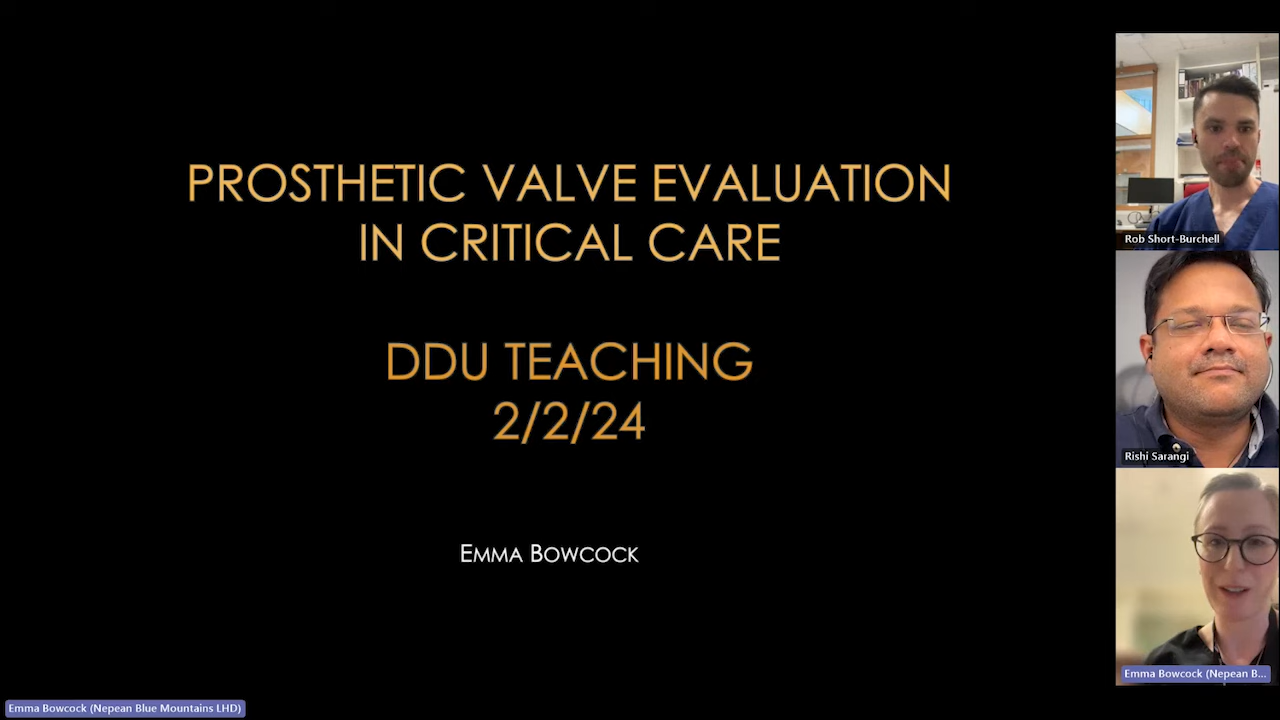 PROSTHETIC VALVE EVALUATION
IN CRITICAL CARE
DDU TEACHING
2/2/24
EMMA BOWCOCK
Rob Short-Burchell
Rishi Sarangi
Emma Bowcock (Nepean B...
Emma Bowcock (Nepean Blue Mountains LHD)